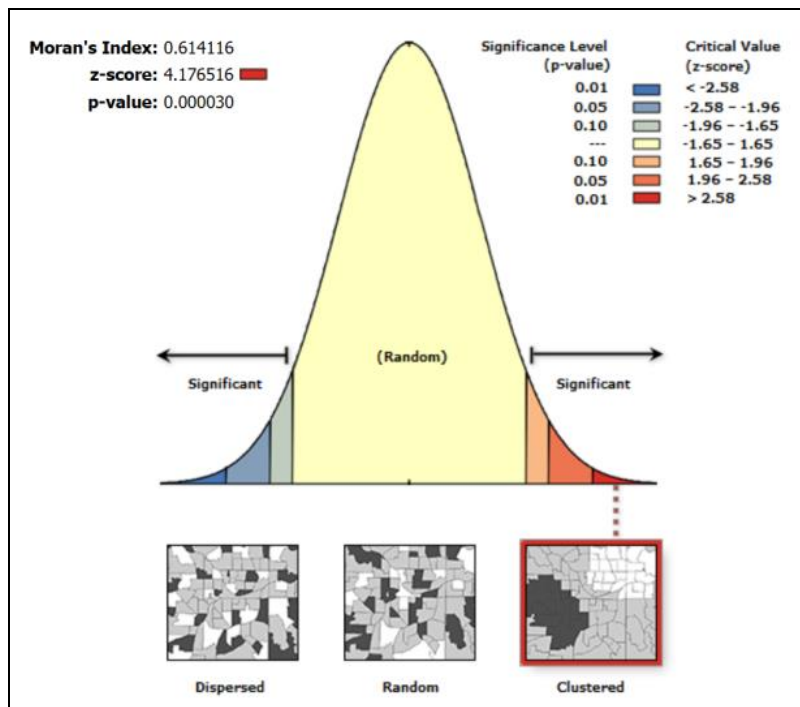 Moran's Index: 0.614116
z-score: 4.176516
p-value: 0.000030
Significance Level
(p-value)
Critical Value
(z-score)
0.01 < -2.58
0.05 -2.58 – -1.96
0.10 -1.96 – -1.65
--- -1.65 – 1.65
0.10 1.65 – 1.96
0.05 1.96 – 2.58
0.01 > 2.58
(Random)
Significant
Significant
Dispersed
Random
Clustered